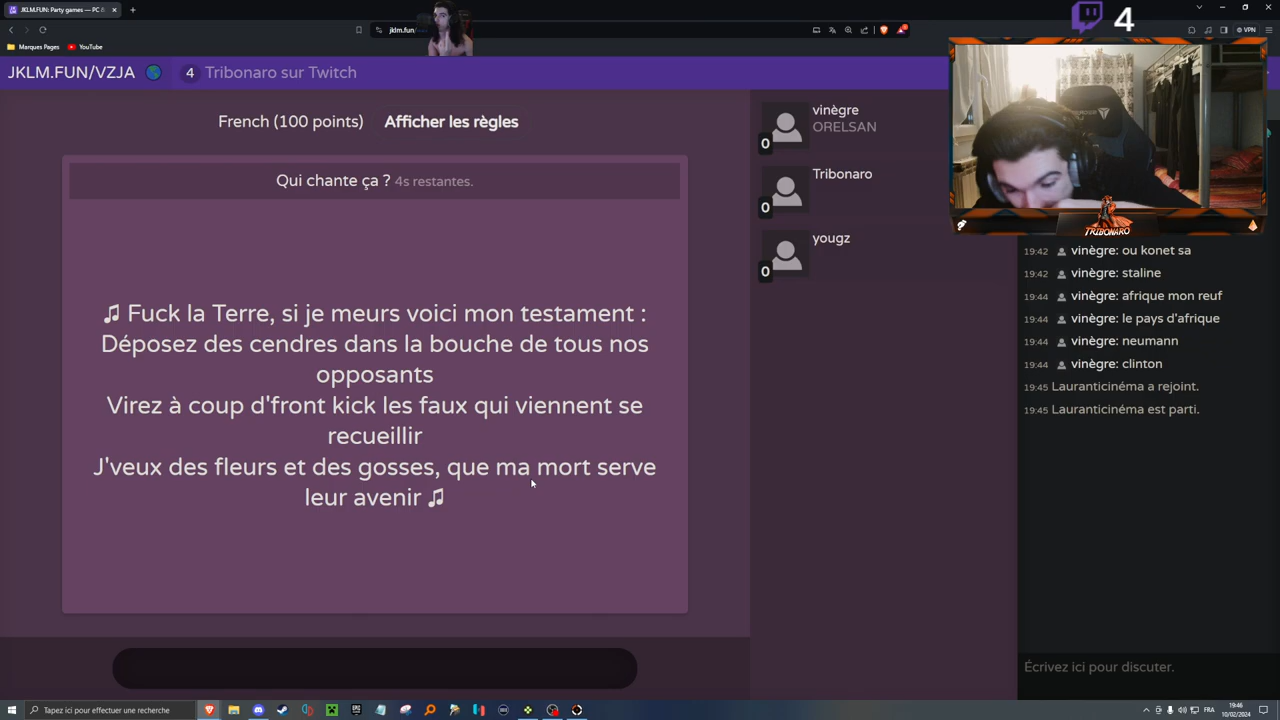 JKLM.FUN: Party games — PC &
Marques Pages
YouTube
jklm.fun/
VPN
4
JKLM.FUN/VZJA
4 Tribonaro sur Twitch
French (100 points) Afficher les règles
Qui chante ça ? 4s restantes.
♫ Fuck la Terre, si je meurs voici mon testament :
Déposez des cendres dans la bouche de tous nos
opposants
Virez à coup d'front kick les faux qui viennent se
recueillir
J'veux des fleurs et des gosses, que ma mort serve
leur avenir ♫
vinègre
ORELSAN
0
Tribonaro
0
yougz
0
TRIBONARO
19:42 vinègre: ou konet sa
19:42 vinègre: staline
19:44 vinègre: afrique mon reuf
19:44 vinègre: le pays d'afrique
19:44 vinègre: neumann
19:44 vinègre: clinton
19:45 Lauranticinéma a rejoint.
19:45 Lauranticinéma est parti.
Écrivez ici pour discuter.
Tapez ici pour effectuer une recherche
FRA
19:46
10/02/2024